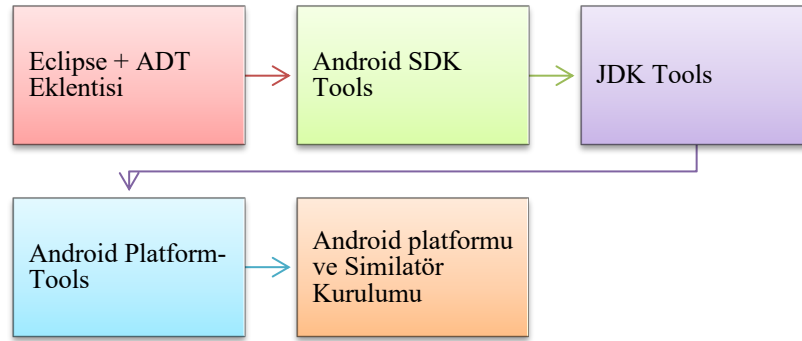 Eclipse + ADT
Eklentisi
Android SDK
Tools
JDK Tools
Android Platform-
Tools
Android platformu
ve Similatör
Kurulumu